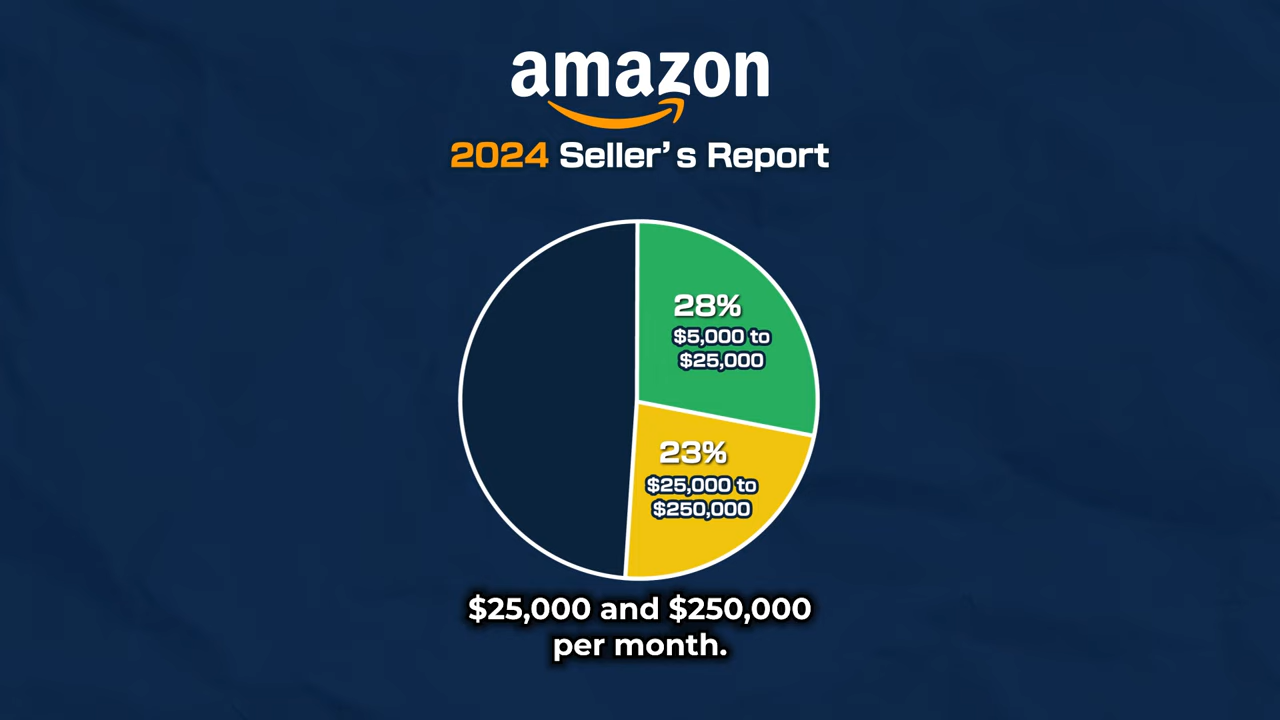 amazon
2024 Seller's Report
28%
$5,000 to
$25,000
23%
$25,000 to
$250,000
$25,000 and $250,000
per month.